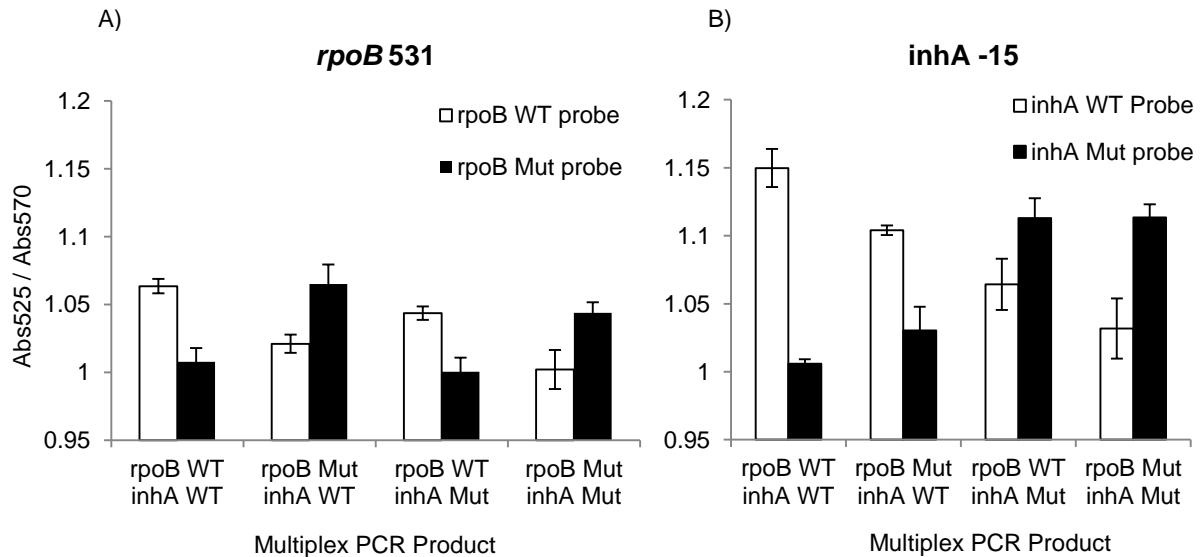 A)
rpoB 531
rpoB WT probe
rpoB Mut probe
Abs525 / Abs570
1.2
1.15
1.1
1.05
1
0.95
rpoB WT
inhA WT
rpoB Mut
inhA WT
rpoB WT
inhA Mut
rpoB Mut
inhA Mut
Multiplex PCR Product
B)
inhA -15
inhA WT Probe
inhA Mut probe
1.2
1.15
1.1
1.05
1
0.95
rpoB WT
inhA WT
rpoB Mut
inhA WT
rpoB WT
inhA Mut
rpoB Mut
inhA Mut
Multiplex PCR Product